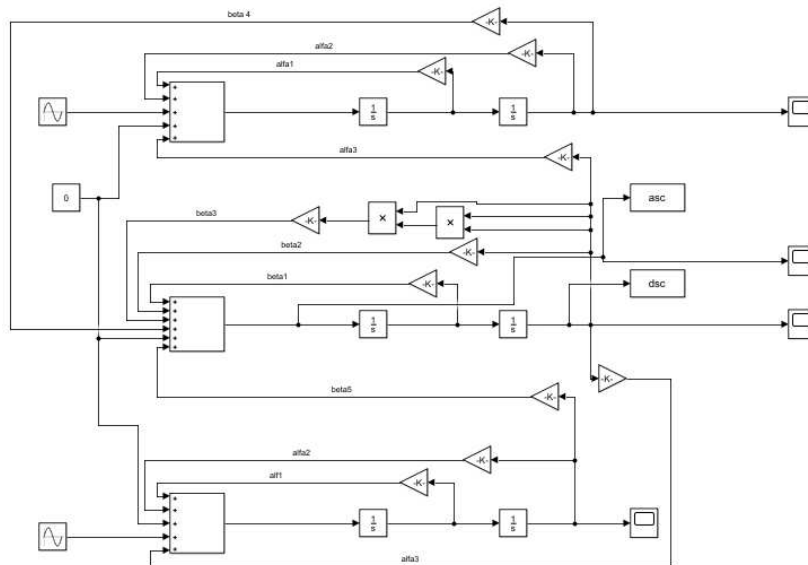 beta 4
-K-
alfa2
-K-
alfa1
-K-
+
+
+
+
+
1
s
1
s
alfa3
-K-
0
asc
×
×
beta3
-K-
beta2
-K-
beta1
-K-
dsc
+
+
+
+
+
+
1
s
1
s
-K-
beta5
-K-
alfa2
-K-
alf1
-K-
+
+
+
+
+
1
s
1
s
alfa3